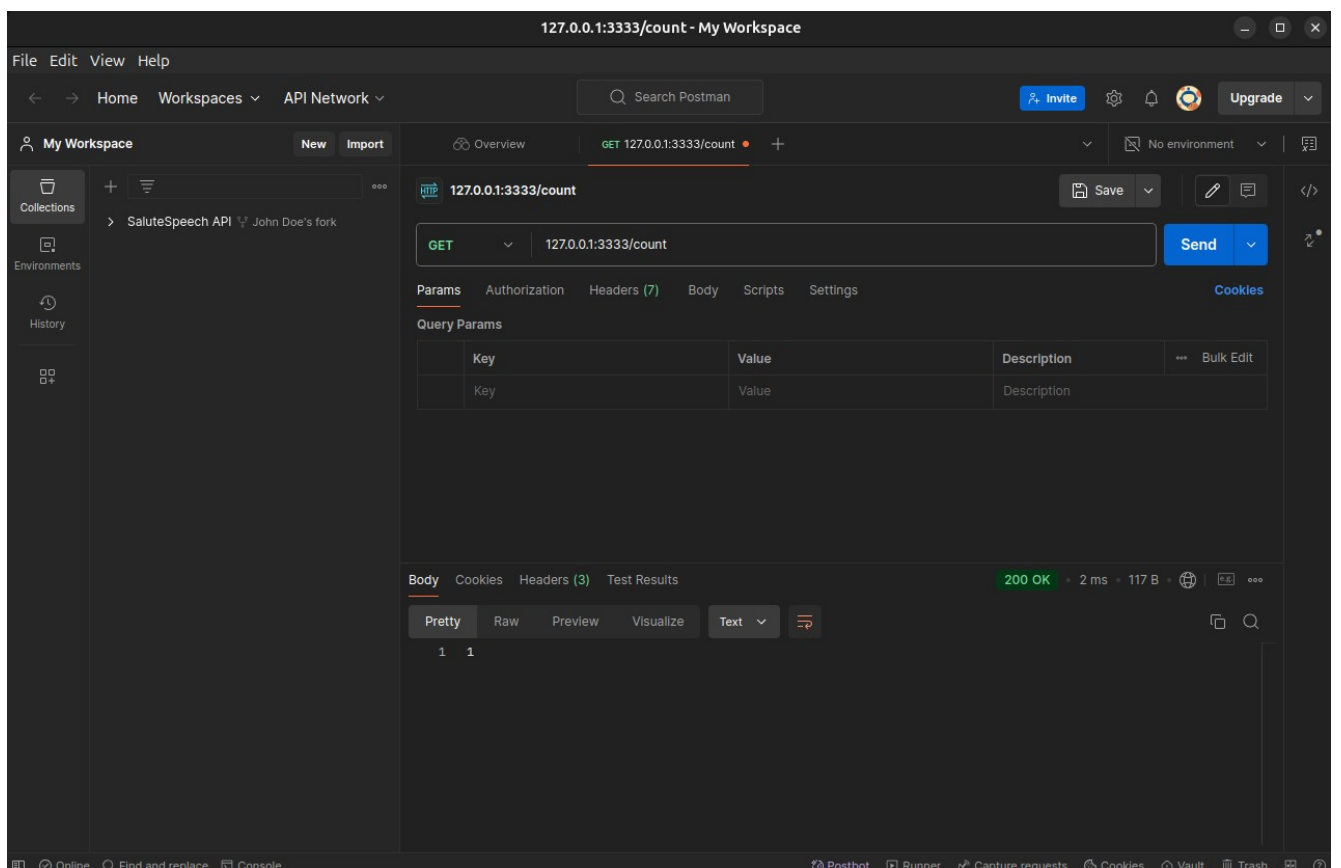 127.0.0.1:3333/count - My Workspace
File Edit View Help
Home Workspaces API Network Search Postman Invite Upgrade
My Workspace New Import Overview GET 127.0.0.1:3333/count No environment
Collections
SaluteSpeech API John Doe's fork
Environments
History
HTTP 127.0.0.1:3333/count Save
GET 127.0.0.1:3333/count Send
Params Authorization Headers (7) Body Scripts Settings Cookies
Query Params
Key Value Description Bulk Edit
Key Value Description
Body Cookies Headers (3) Test Results 200 OK 2 ms 117 B e.g.
Pretty Raw Preview Visualize Text
1 1
Online Find and replace Console Postbot Runner Capture requests Cookies Vault Trash